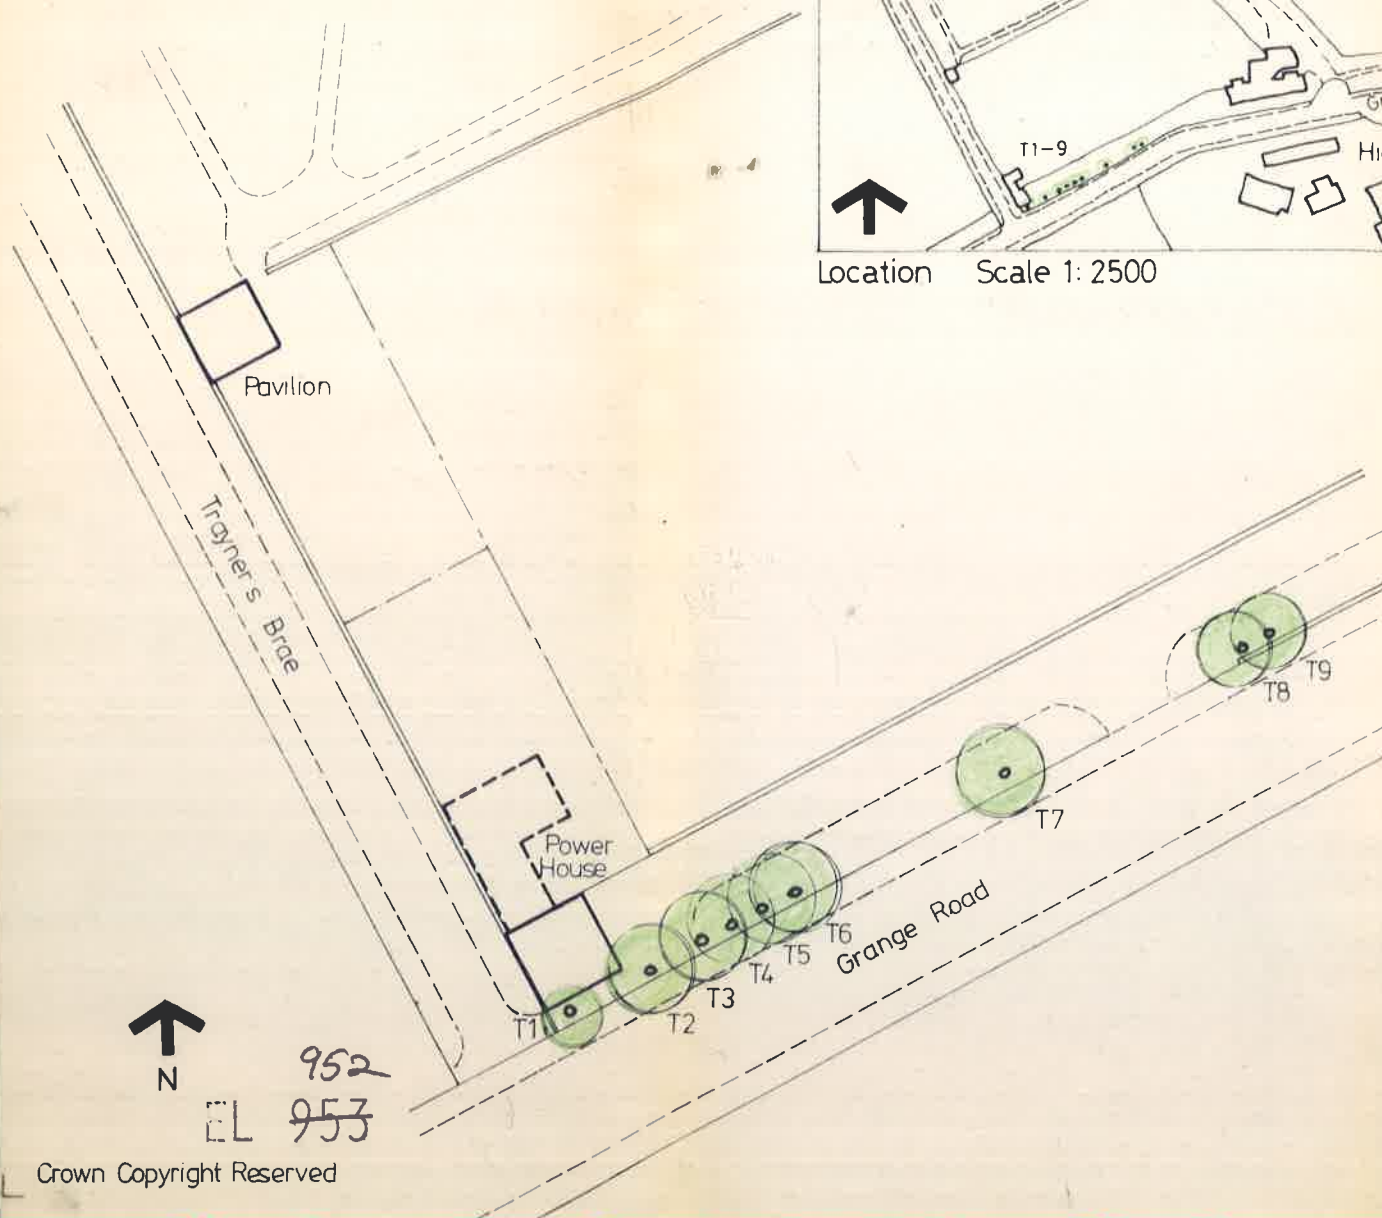 T1-9
Location Scale 1:2500
Pavilion
Trayner's Brae
Power
House
T1
T2
T3
T4
T5
T6
T7
T8
T9
Grange Road
N
952
EL 953
Crown Copyright Reserved